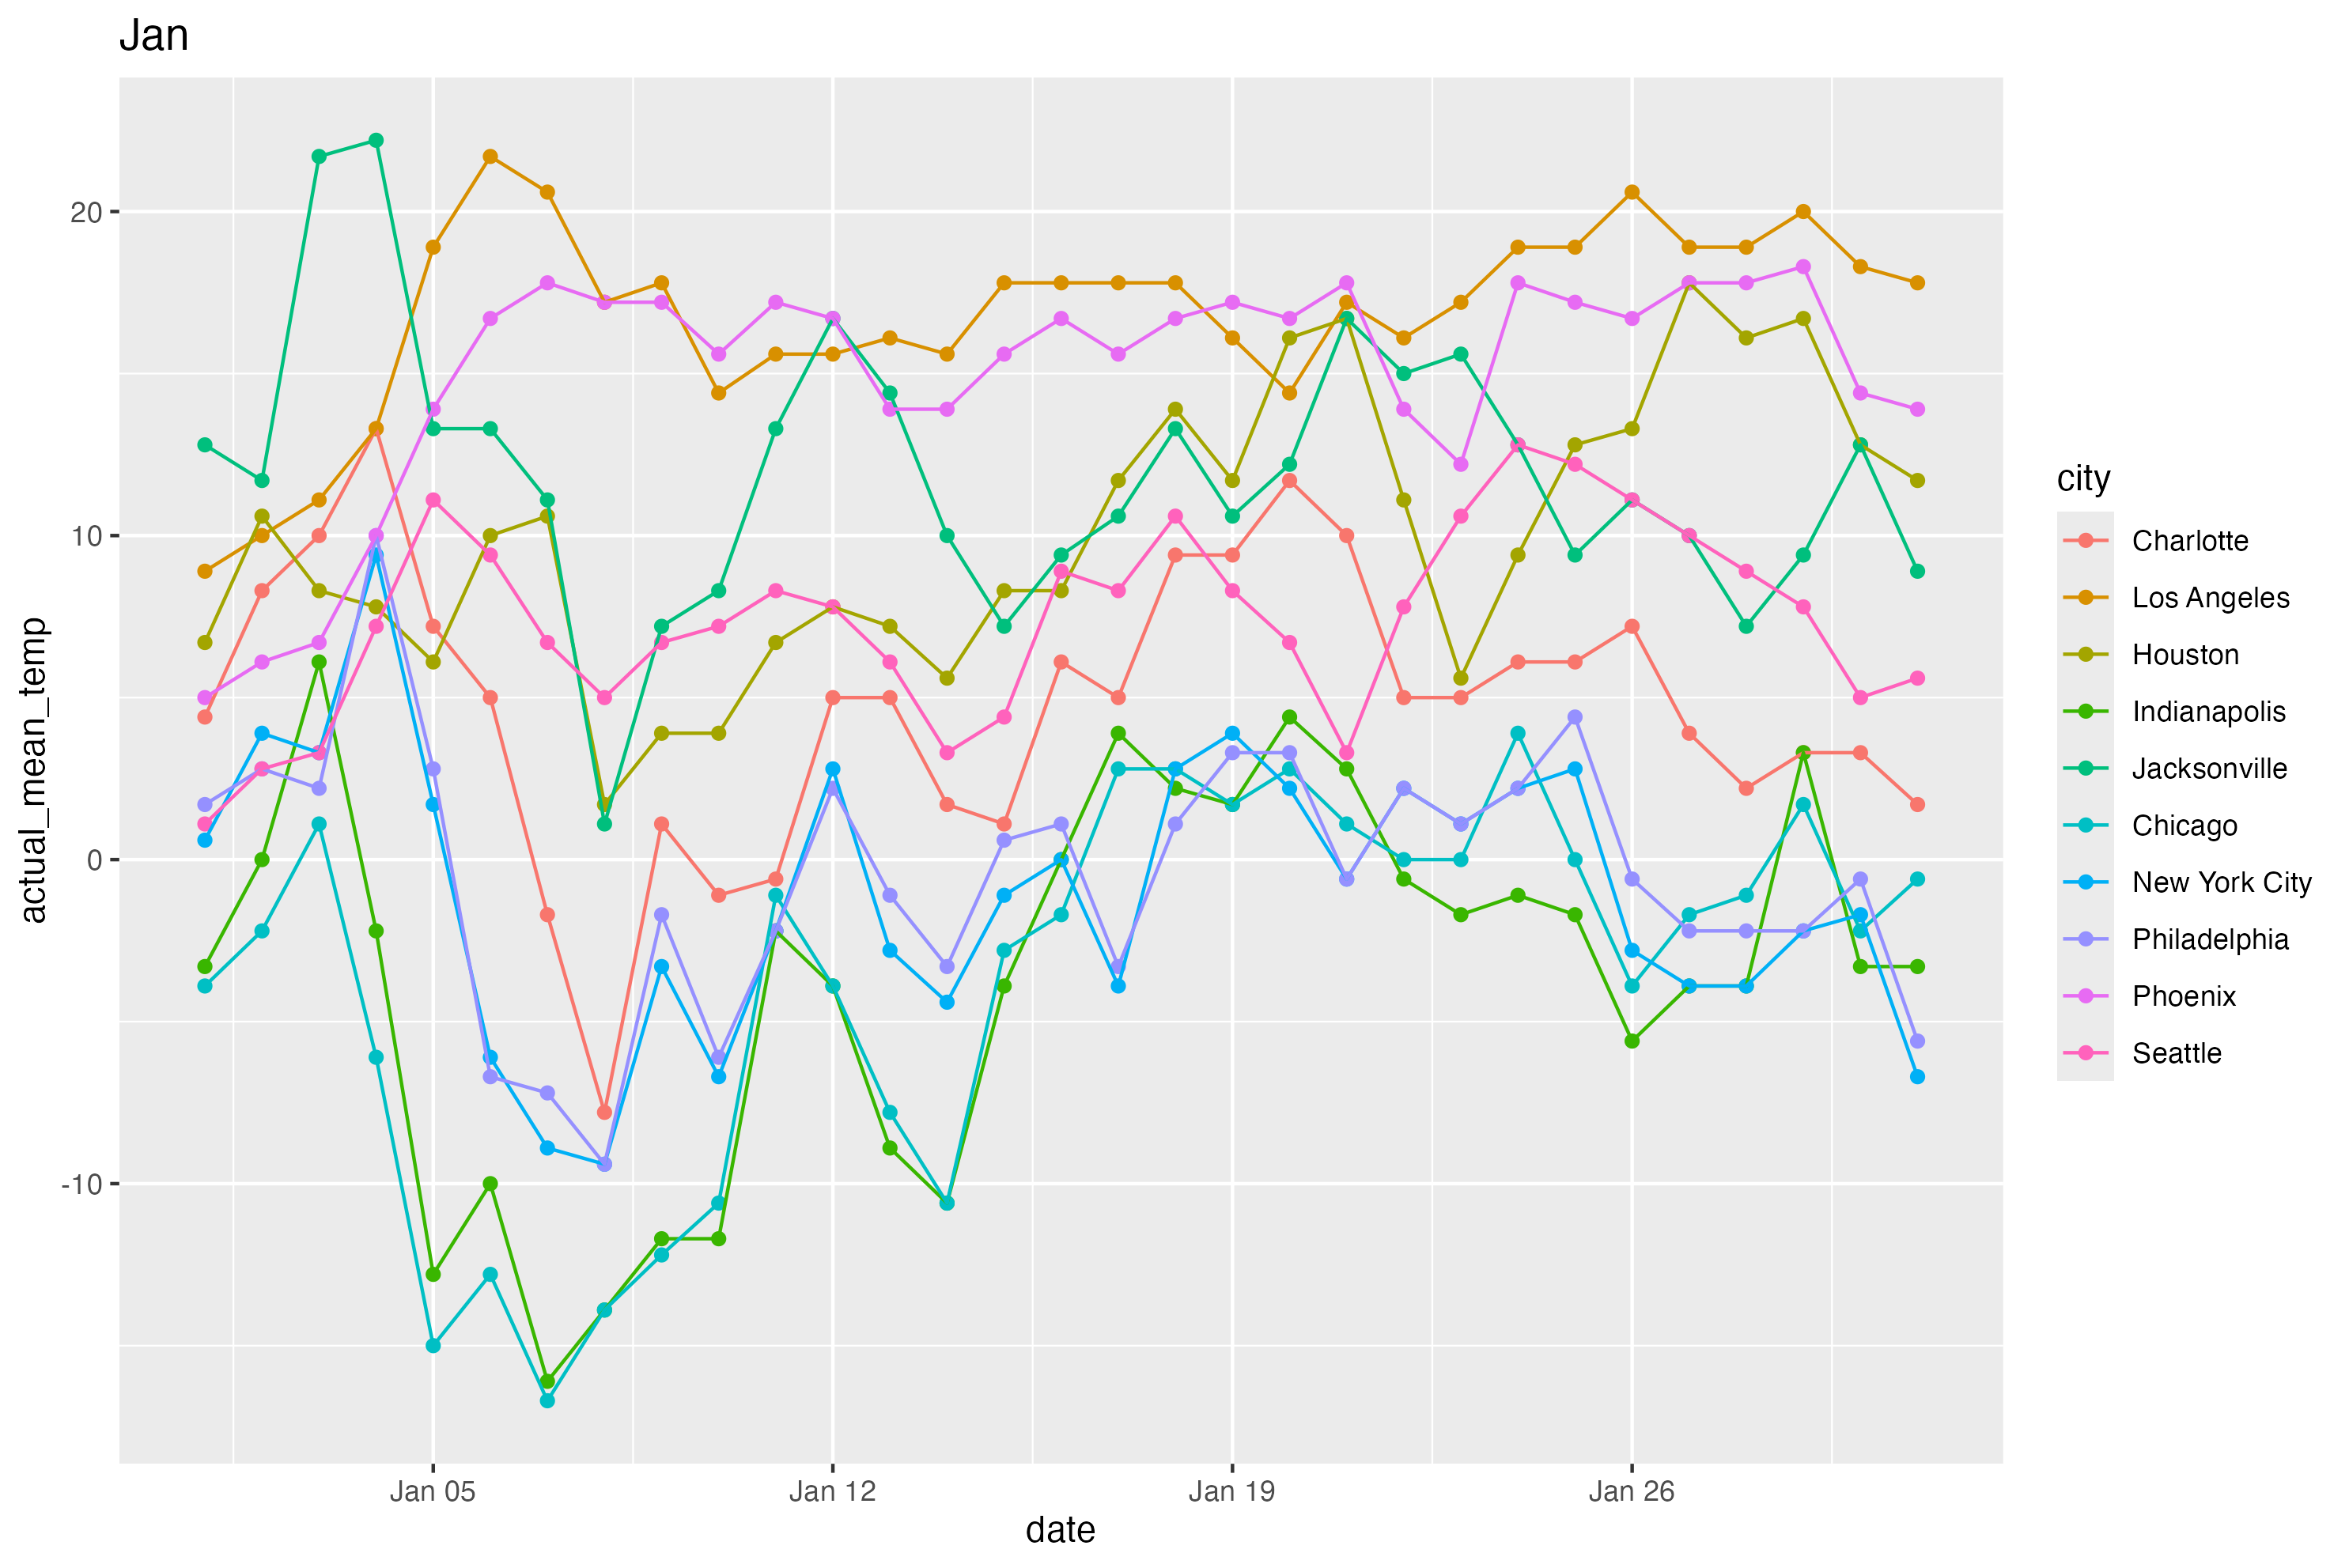 Jan
actual_mean_temp
20
10
0
-10
Jan 05
Jan 12
Jan 19
Jan 26
date
city
Charlotte
Los Angeles
Houston
Indianapolis
Jacksonville
Chicago
New York City
Philadelphia
Phoenix
Seattle